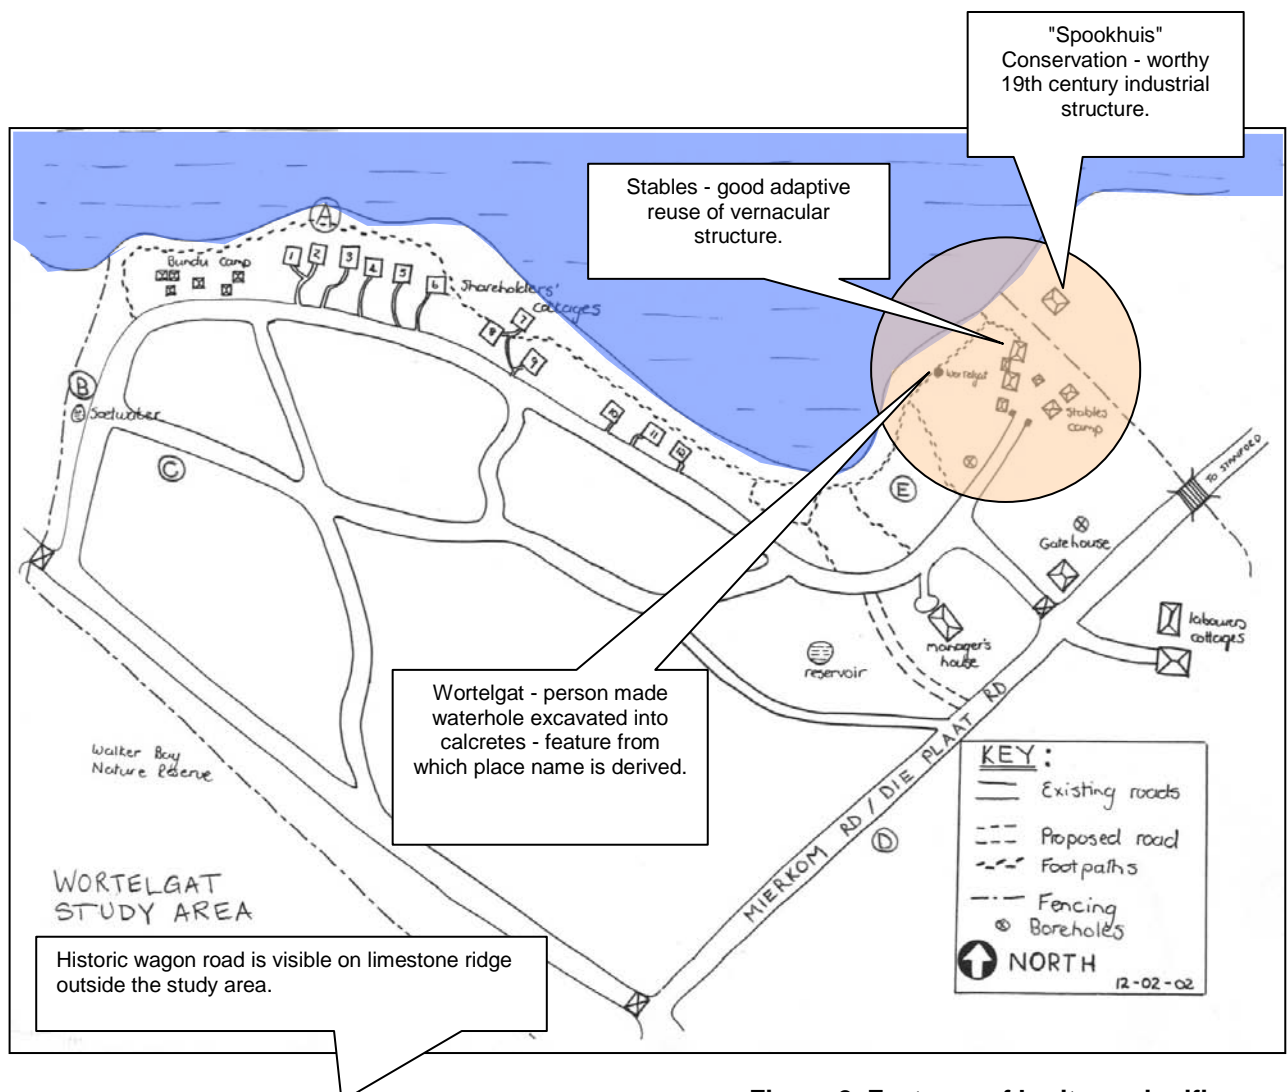 "Spookhuis"
Conservation - worthy
19th century industrial
structure.
Stables - good adaptive
reuse of vernacular
structure.
A
Bundu Camp
1
2
3
4
5
6
Shareholders'
cottages
7
8
9
10
11
12
B
Soetwater
C
Wortelgat
Stables
camp
E
TO STANFORD
Gatehouse
labourers
cottages
manager's
house
reservoir
Wortelgat - person made
waterhole excavated into
calcretes - feature from
which place name is derived.
Walker Bay
Nature Reserve
MIERKOM RD / DIE PLAAT RD
D
KEY :
Existing roads
Proposed road
Footpaths
Fencing
Boreholes
NORTH
12-02-02
WORTELGAT
STUDY AREA
Historic wagon road is visible on limestone ridge
outside the study area.